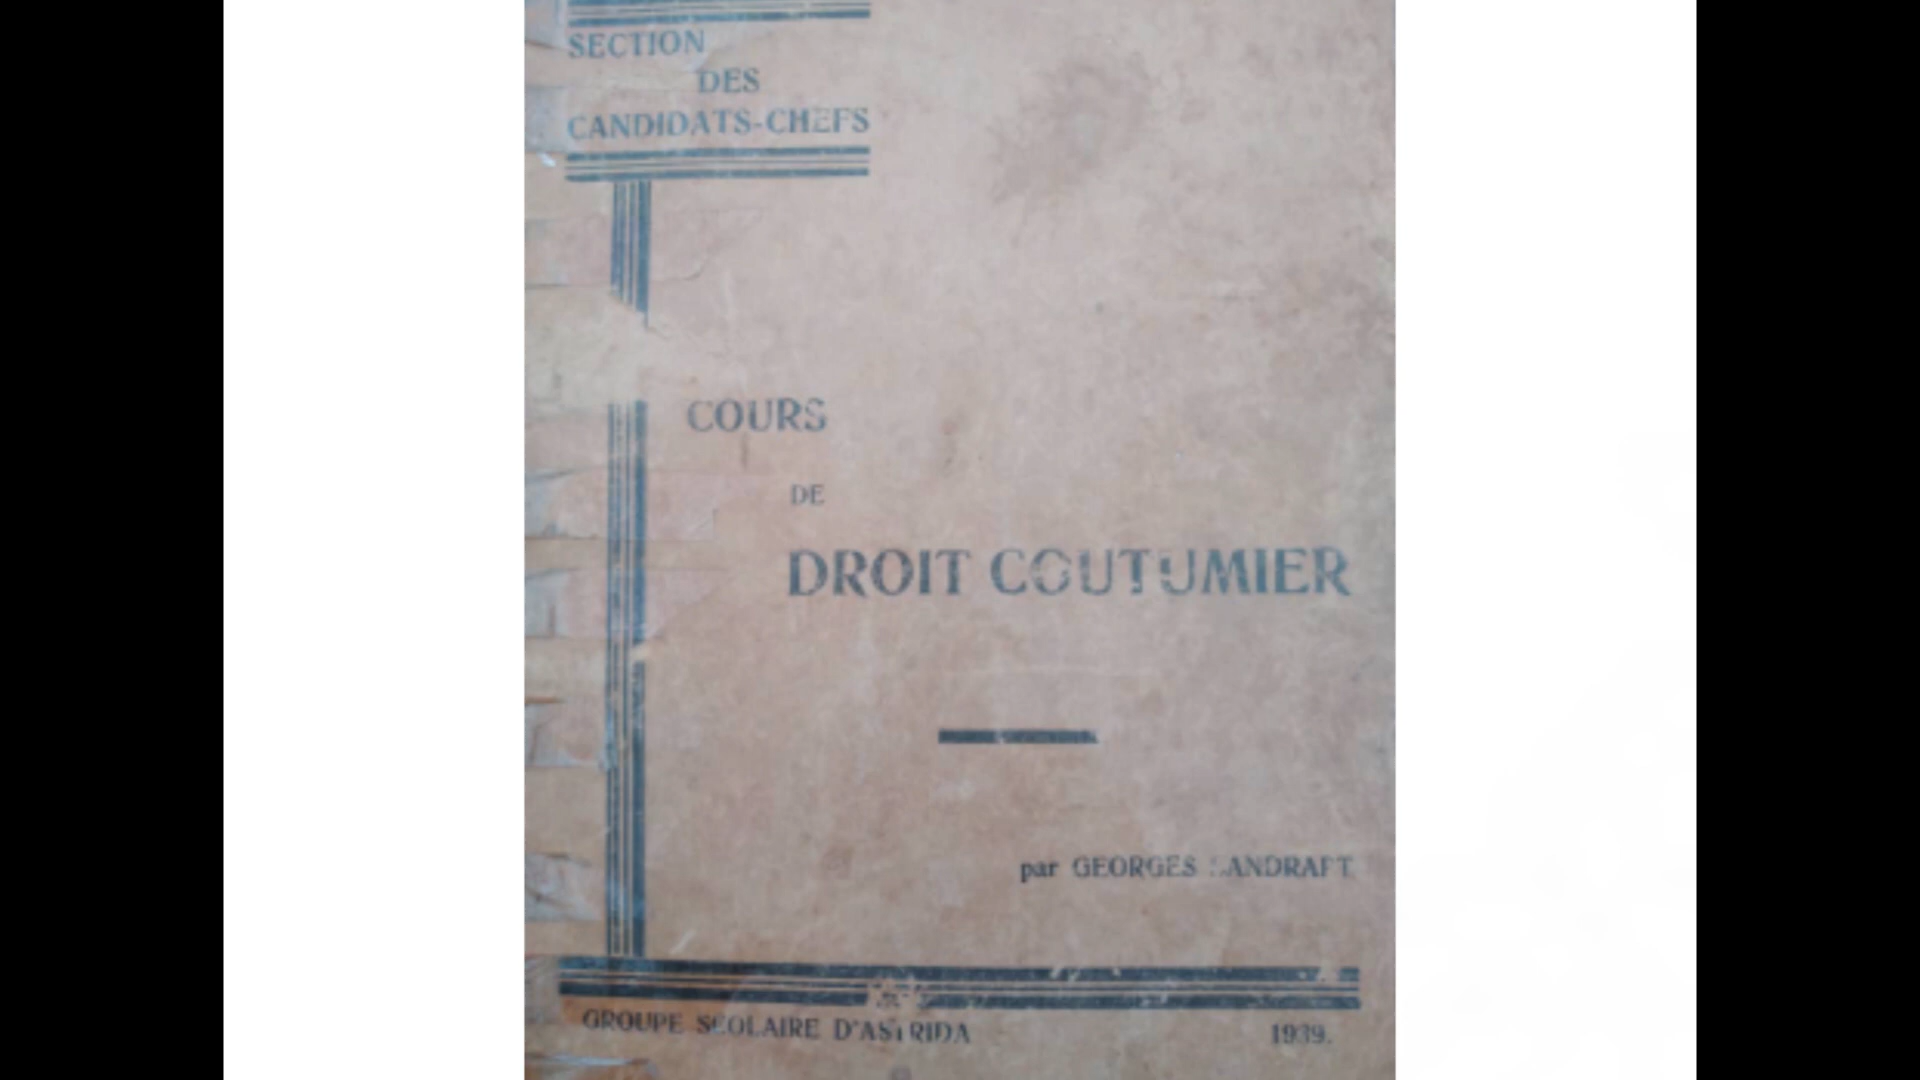 SECTION
DES
CANDIDATS-CHEFS
COURS
DE
DROIT COUTUMIER
par GEORGES
GROUPE SCOLAIRE D'ASTRIDA
1939.